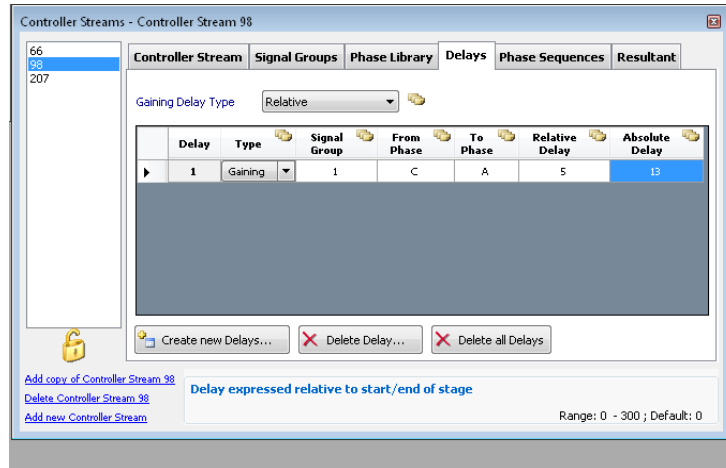 Controller Streams - Controller Stream 98
66
98
207
Controller Stream Signal Groups Phase Library Delays Phase Sequences Resultant
Gaining Delay Type Relative
Delay Type Signal Group From Phase To Phase Relative Delay Absolute Delay
1 Gaining 1 C A 5 13
Create new Delays... Delete Delay... Delete all Delays
Add copy of Controller Stream 98
Delete Controller Stream 98
Add new Controller Stream
Delay expressed relative to start/end of stage
Range: 0 - 300 ; Default: 0